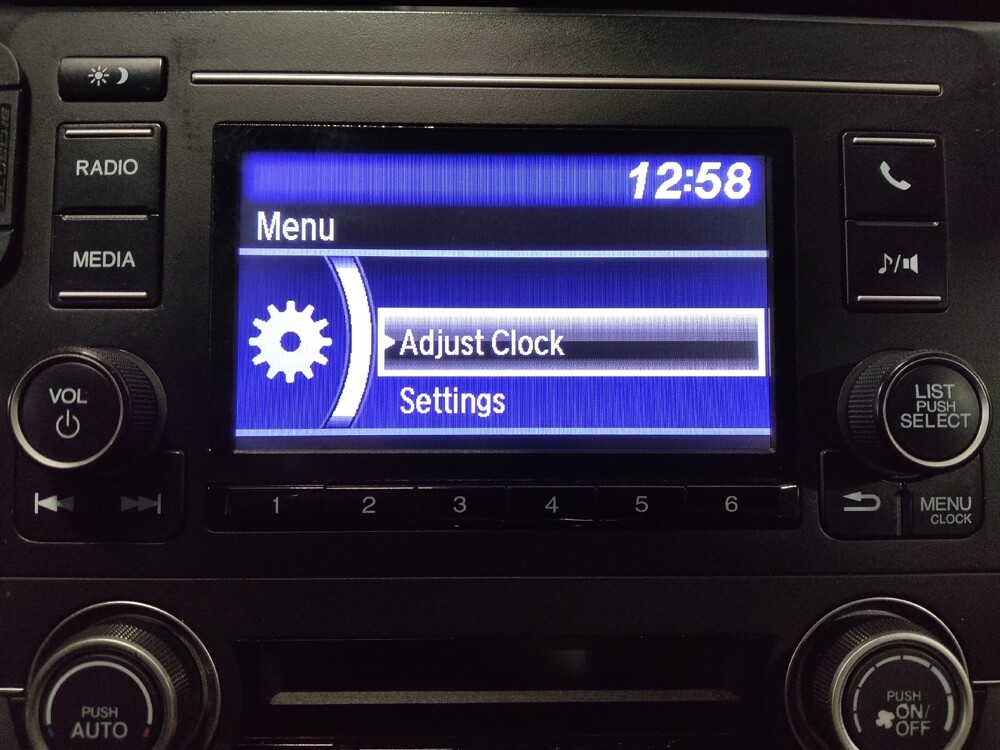 RADIO
MEDIA
VOL
12:58
Menu
Adjust Clock
Settings
LIST
PUSH
SELECT
1 2 3 4 5 6
MENU
CLOCK
PUSH
AUTO
PUSH
ON/
OFF